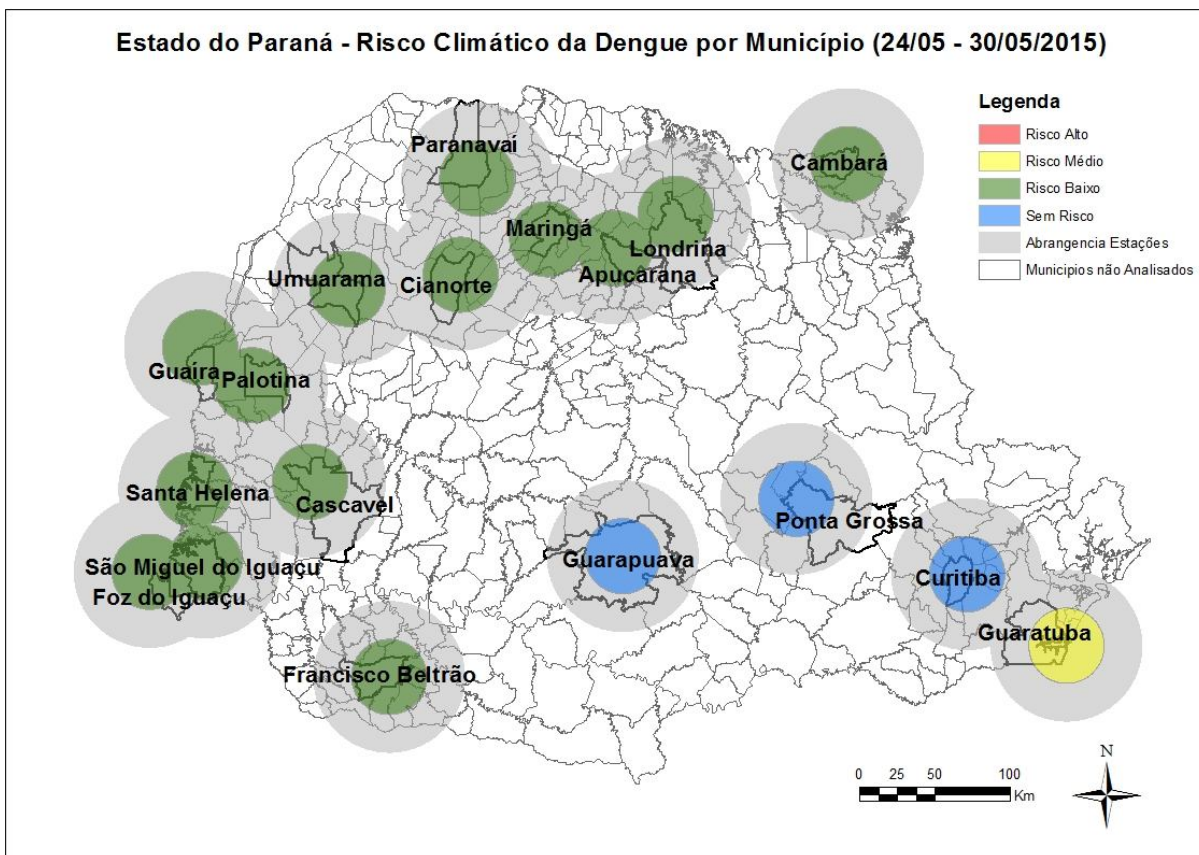 Estado do Paraná - Risco Climático da Dengue por Município (24/05 - 30/05/2015)
Legenda
Risco Alto
Risco Médio
Risco Baixo
Sem Risco
Abrangencia Estações
Municipios não Analisados
Paranavaí
Cambará
Maringá
Londrina
Apucarana
Umuarama
Cianorte
Guaíra
Palotina
Santa Helena
Cascavel
Ponta Grossa
São Miguel do Iguaçu
Foz do Iguaçu
Guarapuava
Curitiba
Guaratuba
Francisco Beltrão
N
0 25 50 100
Km